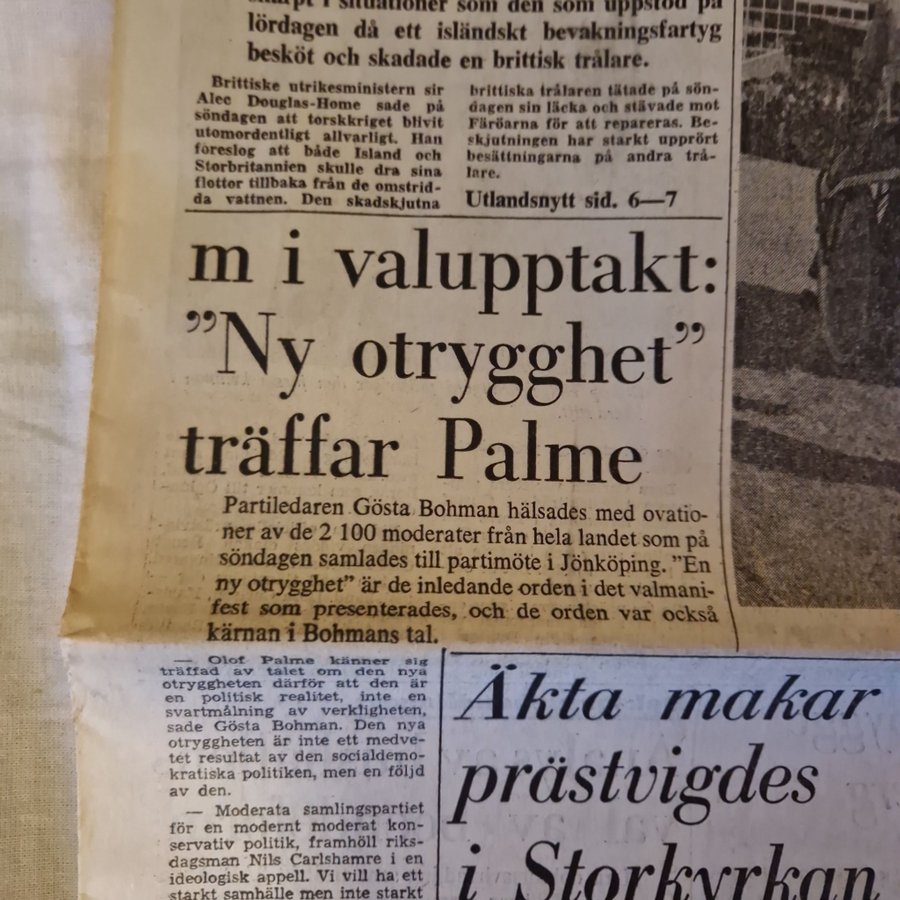 i situationer som den som uppstod på
lördagen då ett isländskt bevakningsfartyg
besköt och skadade en brittisk trålare.
Brittiske utrikesministern sir
Alec Douglas-Home sade på
söndagen att torskkriget blivit
utomordentligt allvarligt. Han
föreslog att både Island och
Storbritannien skulle dra sina
flottor tillbaka från de omstrid-
da vattnen. Den skadskjutna
brittiska trålaren tätade på sön-
dagen sin läcka och stävade mot
Färöarna för att repareras. Be-
skjutningen har starkt upprört
besättningarna på andra trå-
lare.
Utlandsnytt sid. 6—7
m i valupptakt:
”Ny otrygghet”
träffar Palme
Partiledaren Gösta Bohman hälsades med ovatio-
ner av de 2 100 moderater från hela landet som på
söndagen samlades till partimöte i Jönköping. ”En
ny otrygghet” är de inledande orden i det valmani-
fest som presenterades, och de orden var också
kärnan i Bohmans tal.
— Olof Palme känner sig
träffad av talet om den nya
otryggheten därför att den är
en politisk realitet, inte en
svartmålning av verkligheten,
sade Gösta Bohman. Den nya
otryggheten är inte ett medve-
tet resultat av den socialdemo-
kratiska politiken, men en följd
av den.
— Moderata samlingspartiet
för en modernt moderat kon-
servativ politik, framhöll riks-
dagsman Nils Carlshamre i en
ideologisk appell. Vi vill ha ett
starkt samhälle men inte starkt
Äkta makar
prästvigdes
i Storkyrkan